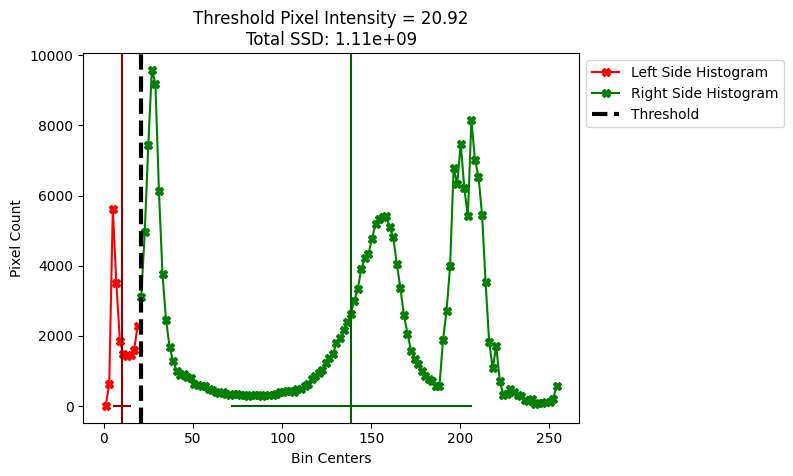 Threshold Pixel Intensity = 20.92
Total SSD: 1.11e+09
Left Side Histogram
Right Side Histogram
Threshold
Pixel Count
10000
8000
6000
4000
2000
0
0
50
100
150
200
250
Bin Centers